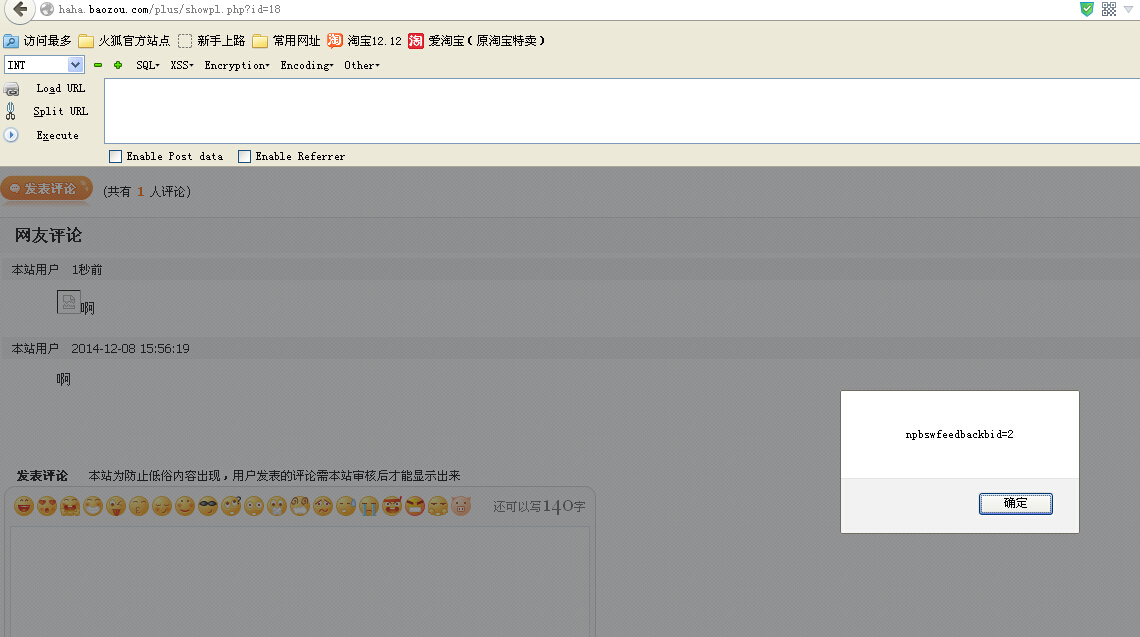 haha.baozou.com/plus/showpl.php?id=18
访问最多 火狐官方站点 新手上路 常用网址 淘 淘宝12.12 淘 爱淘宝（原淘宝特卖）
INT SQL XSS Encryption Encoding Other
Load URL
Split URL
Execute
Enable Post data Enable Referrer
发表评论 (共有 1 人评论)
网友评论
本站用户 1秒前
啊
本站用户 2014-12-08 15:56:19
啊
npbswfeedbackbid=2
确定
发表评论 本站为防止低俗内容出现，用户发表的评论需本站审核后才能显示出来
还可以写140字